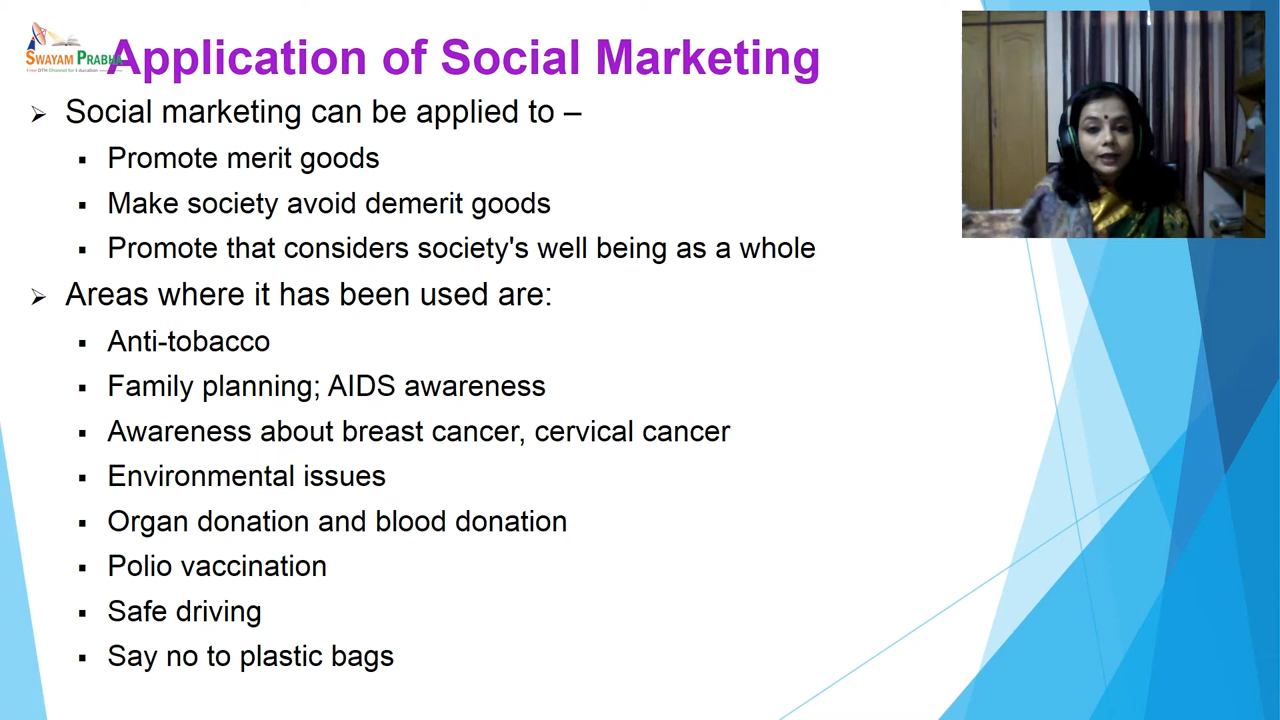 SWAYAM PRABHA
Application of Social Marketing
Social marketing can be applied to –
Promote merit goods
Make society avoid demerit goods
Promote that considers society's well being as a whole
Areas where it has been used are:
Anti-tobacco
Family planning; AIDS awareness
Awareness about breast cancer, cervical cancer
Environmental issues
Organ donation and blood donation
Polio vaccination
Safe driving
Say no to plastic bags